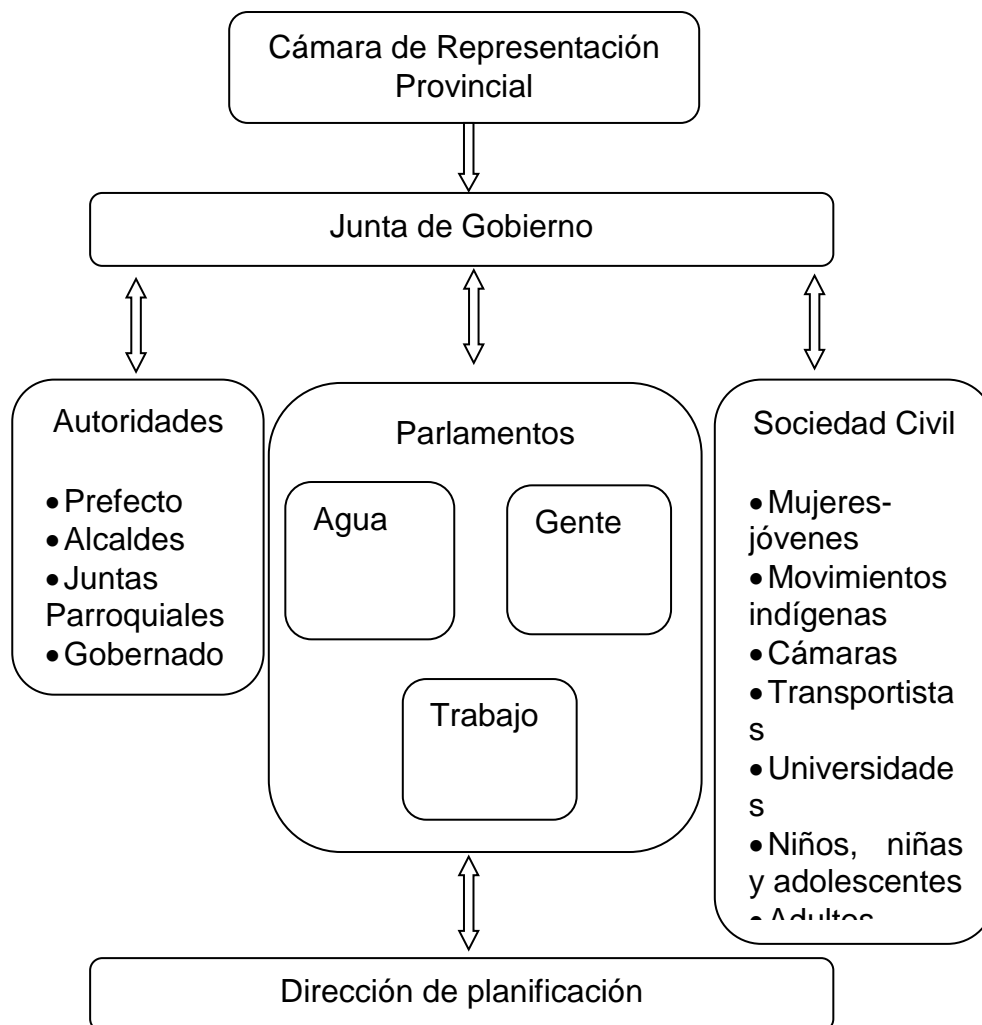 Cámara de Representación
Provincial
Junta de Gobierno
Autoridades
• Prefecto
• Alcaldes
• Juntas
Parroquiales
• Gobernado
Parlamentos
Agua
Gente
Trabajo
Sociedad Civil
• Mujeres-
jóvenes
• Movimientos
indígenas
• Cámaras
• Transportista
s
• Universidade
s
• Niños, niñas
y adolescentes
• Adultos
Dirección de planificación